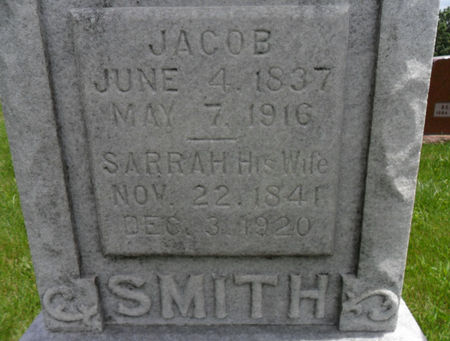 JACOB
JUNE 4. 1837
MAY 7. 1916
SARRAH His Wife
NOV. 22. 1841
DEC. 3. 1920
SMITH